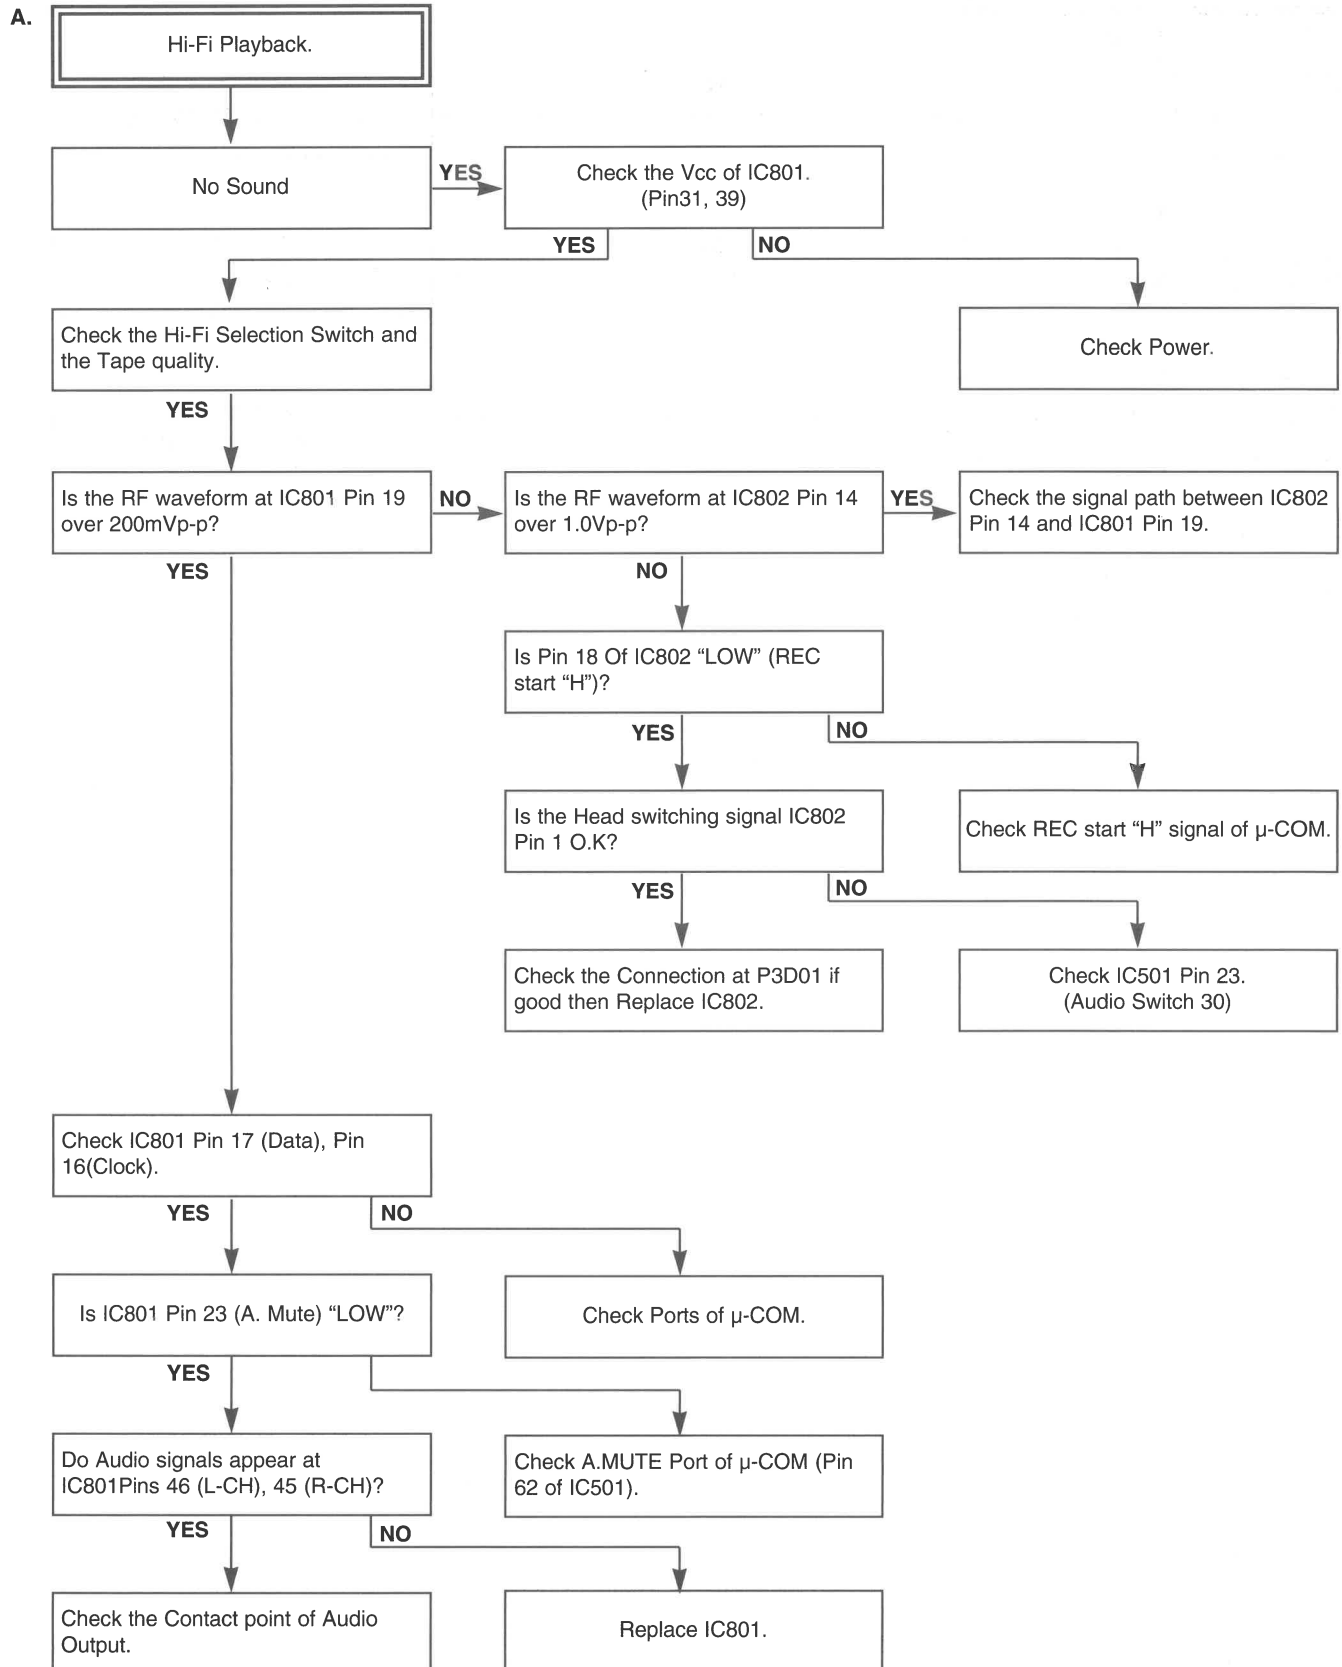 A.
Hi-Fi Playback.
No Sound
YES
Check the Vcc of IC801.
(Pin31, 39)
YES
NO
Check the Hi-Fi Selection Switch and
the Tape quality.
Check Power.
YES
Is the RF waveform at IC801 Pin 19
over 200mVp-p?
NO
Is the RF waveform at IC802 Pin 14
over 1.0Vp-p?
YES
Check the signal path between IC802
Pin 14 and IC801 Pin 19.
YES
NO
Is Pin 18 Of IC802 “LOW” (REC
start “H”)?
YES
NO
Is the Head switching signal IC802
Pin 1 O.K?
Check REC start “H” signal of µ-COM.
YES
NO
Check the Connection at P3D01 if
good then Replace IC802.
Check IC501 Pin 23.
(Audio Switch 30)
Check IC801 Pin 17 (Data), Pin
16(Clock).
YES
NO
Is IC801 Pin 23 (A. Mute) “LOW”?
Check Ports of µ-COM.
YES
Do Audio signals appear at
IC801Pins 46 (L-CH), 45 (R-CH)?
Check A.MUTE Port of µ-COM (Pin
62 of IC501).
YES
NO
Check the Contact point of Audio
Output.
Replace IC801.